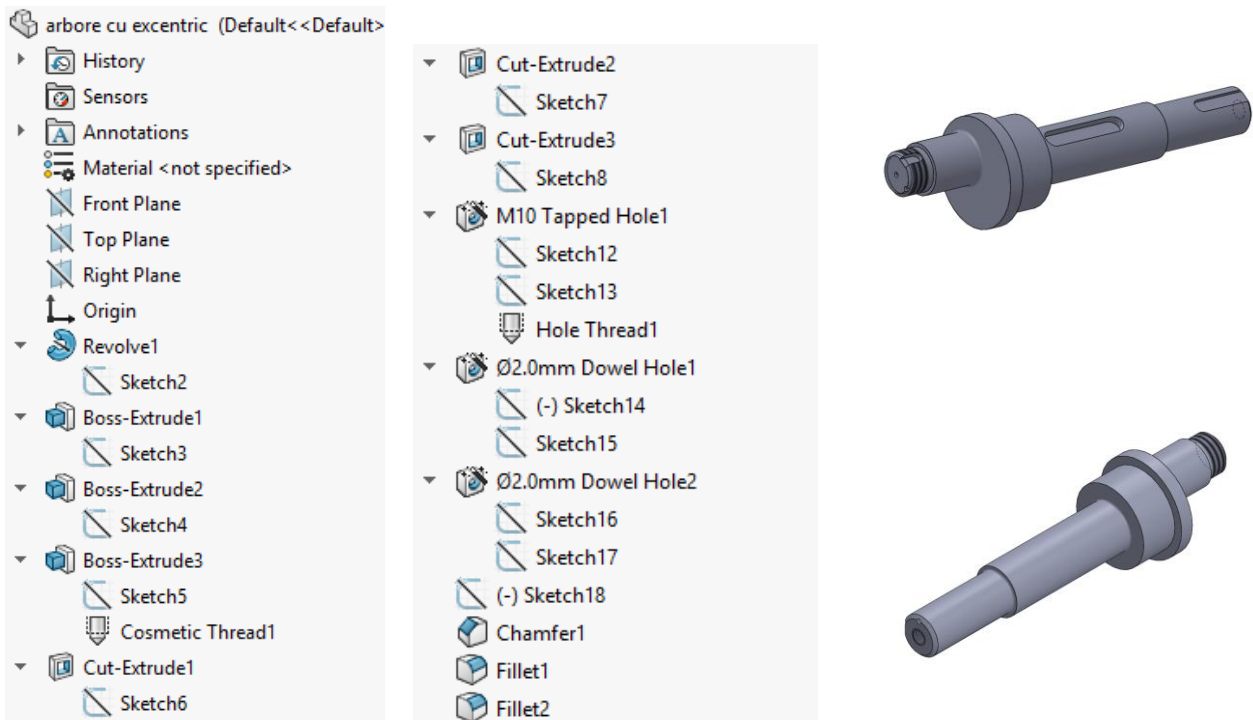 arbore cu excentric (Default<<Default>
History
Sensors
Annotations
Material <not specified>
Front Plane
Top Plane
Right Plane
Origin
Revolve1
Sketch2
Boss-Extrude1
Sketch3
Boss-Extrude2
Sketch4
Boss-Extrude3
Sketch5
Cosmetic Thread1
Cut-Extrude1
Sketch6
Cut-Extrude2
Sketch7
Cut-Extrude3
Sketch8
M10 Tapped Hole1
Sketch12
Sketch13
Hole Thread1
Ø2.0mm Dowel Hole1
(-) Sketch14
Sketch15
Ø2.0mm Dowel Hole2
Sketch16
Sketch17
(-) Sketch18
Chamfer1
Fillet1
Fillet2